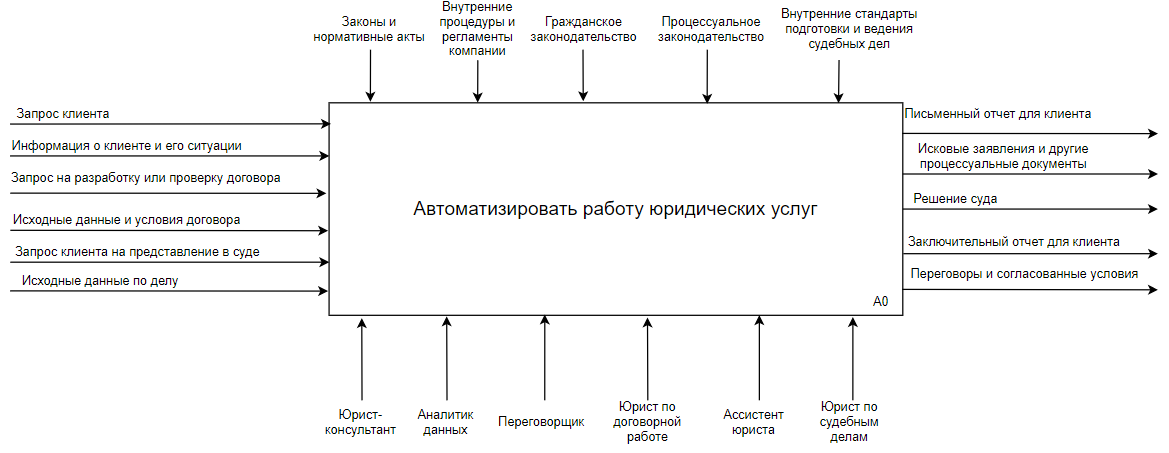 Законы и
нормативные акты
Внутренние
процедуры и
регламенты
компании
Гражданское
законодательство
Процессуальное
законодательство
Внутренние стандарты
подготовки и ведения
судебных дел
Запрос клиента
Информация о клиенте и его ситуации
Запрос на разработку или проверку договора
Исходные данные и условия договора
Запрос клиента на представление в суде
Исходные данные по делу
Автоматизировать работу юридических услуг
A0
Письменный отчет для клиента
Исковые заявления и другие
процессуальные документы
Решение суда
Заключительный отчет для клиента
Переговоры и согласованные условия
Юрист-
консультант
Аналитик
данных
Переговорщик
Юрист по
договорной
работе
Ассистент
юриста
Юрист по
судебным
делам